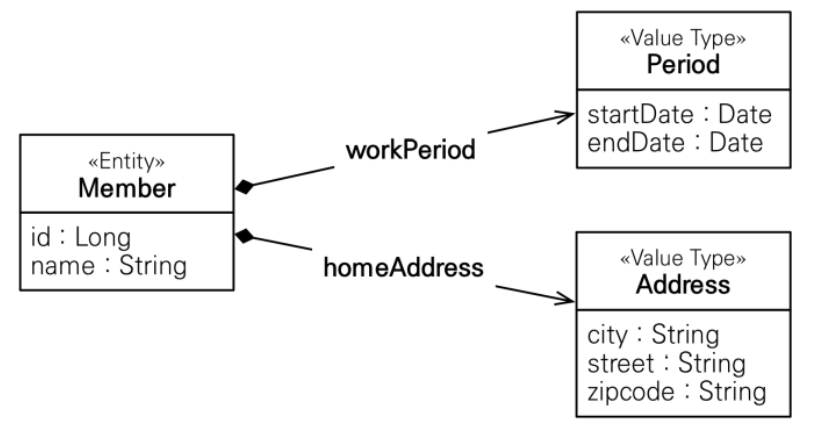 «Entity»
Member
id : Long
name : String
workPeriod
homeAddress
«Value Type»
Period
startDate : Date
endDate : Date
«Value Type»
Address
city : String
street : String
zipcode : String